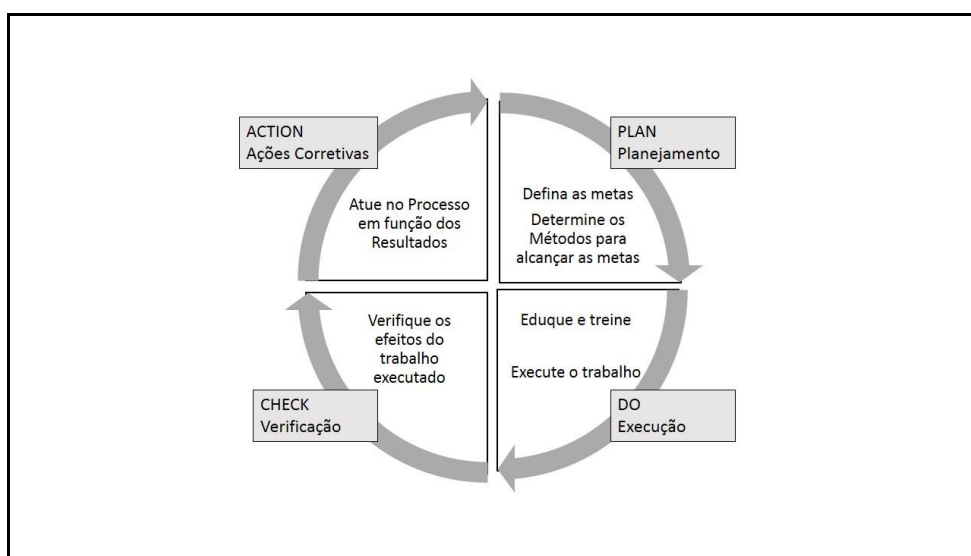 ACTION
Ações Corretivas
PLAN
Planejamento
Atue no Processo
em função dos
Resultados
Defina as metas
Determine os
Métodos para
alcançar as metas
Verifique os
efeitos do
trabalho
executado
Eduque e treine
Execute o trabalho
CHECK
Verificação
DO
Execução